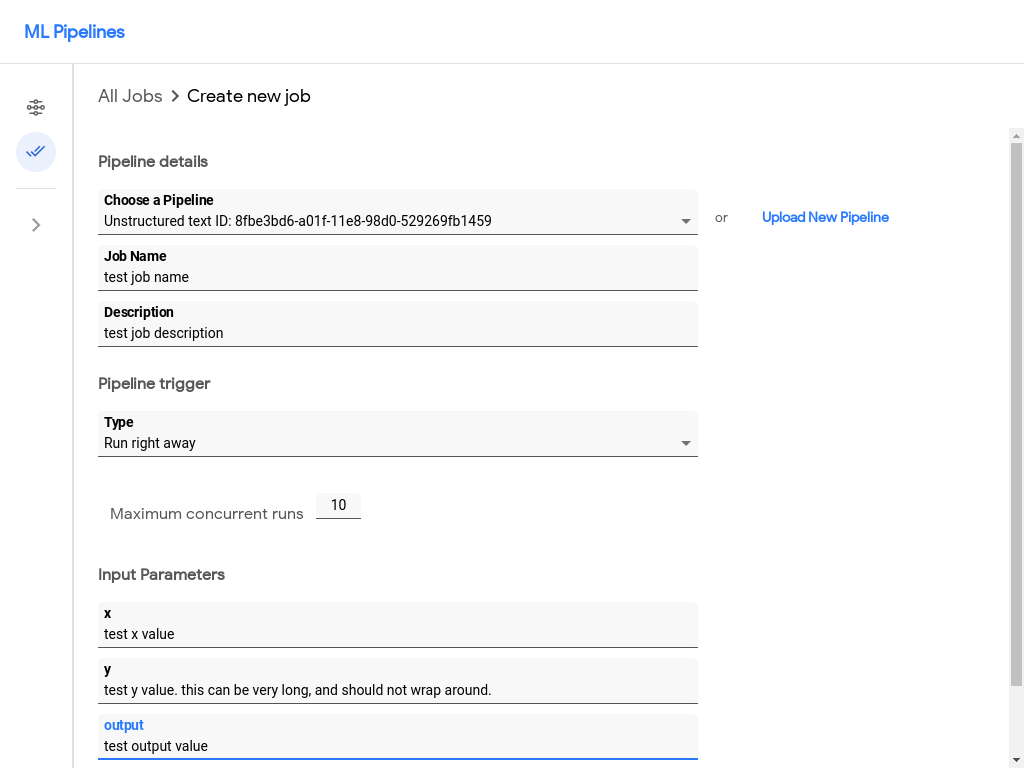 ML Pipelines
All Jobs > Create new job
Pipeline details
Choose a Pipeline
Unstructured text ID: 8fbe3bd6-a01f-11e8-98d0-529269fb1459
or
Upload New Pipeline
Job Name
test job name
Description
test job description
Pipeline trigger
Type
Run right away
Maximum concurrent runs 10
Input Parameters
x
test x value
y
test y value. this can be very long, and should not wrap around.
output
test output value